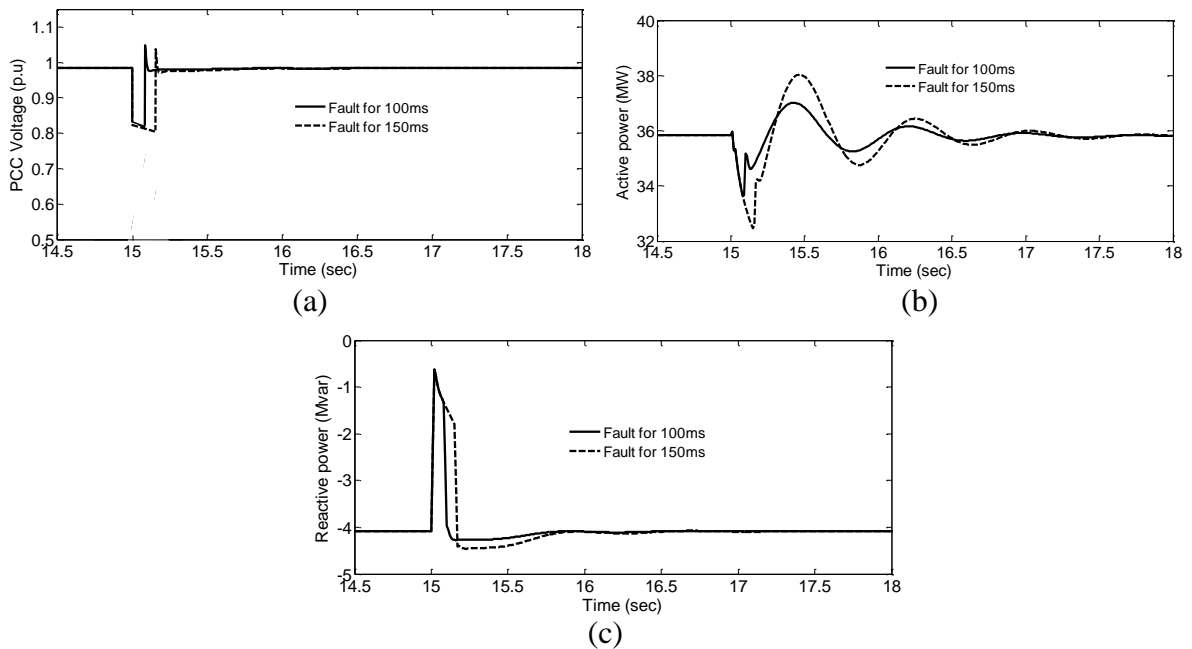 PCC Voltage (p.u)
1.1
1
0.9
0.8
0.7
0.6
0.5
14.5 15 15.5 16 16.5 17 17.5 18
Time (sec)
Fault for 100ms
Fault for 150ms
(a)
Active power (MW)
40
38
36
34
32
14.5 15 15.5 16 16.5 17 17.5 18
Time (sec)
Fault for 100ms
Fault for 150ms
(b)
Reactive power (Mvar)
0
-1
-2
-3
-4
-5
14.5 15 15.5 16 16.5 17 17.5 18
Time (sec)
Fault for 100ms
Fault for 150ms
(c)